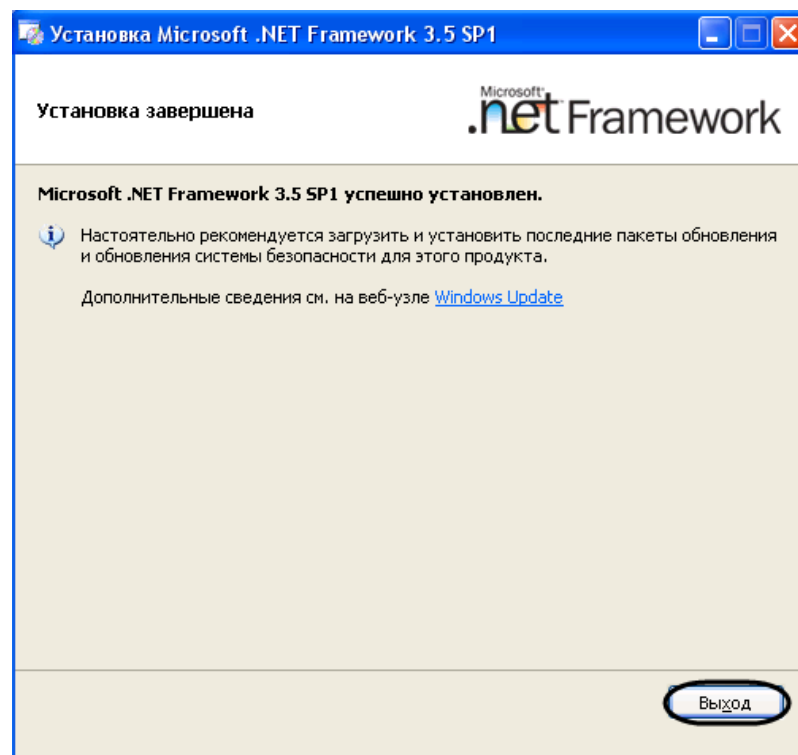 Установка Microsoft .NET Framework 3.5 SP1
Установка завершена
Microsoft
.net Framework
Microsoft .NET Framework 3.5 SP1 успешно установлен.
Настоятельно рекомендуется загрузить и установить последние пакеты обновления
и обновления системы безопасности для этого продукта.
Дополнительные сведения см. на веб-узле Windows Update
Выход